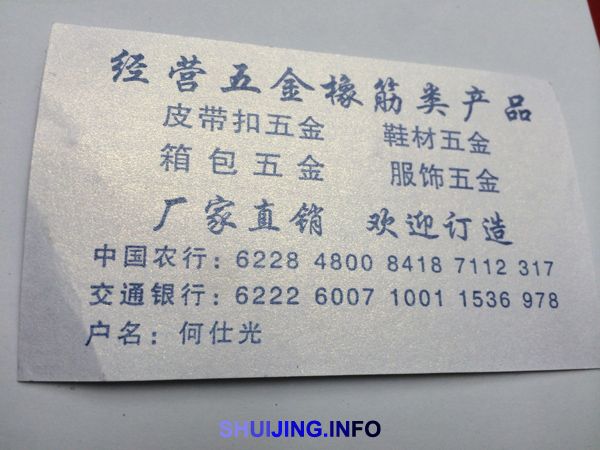 经营五金橡筋类产品
皮带扣五金 鞋材五金
箱包五金 服饰五金
厂家直销 欢迎订造
中国农行: 6228 4800 8418 7112 317
交通银行: 6222 6007 1001 1536 978
户名: 何仕光
SHUIJING.INFO